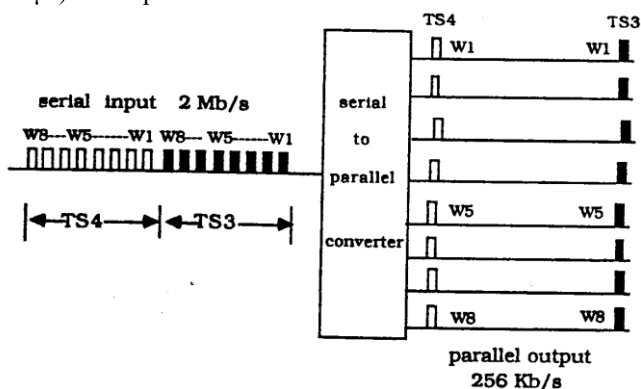 TS4 TS3
W1 W1
serial input 2 Mb/s
serial
W8---W5------W1 W8--- W5------W1
to
parallel
TS4 TS3
W5 W5
converter
W8 W8
parallel output
256 Kb/s